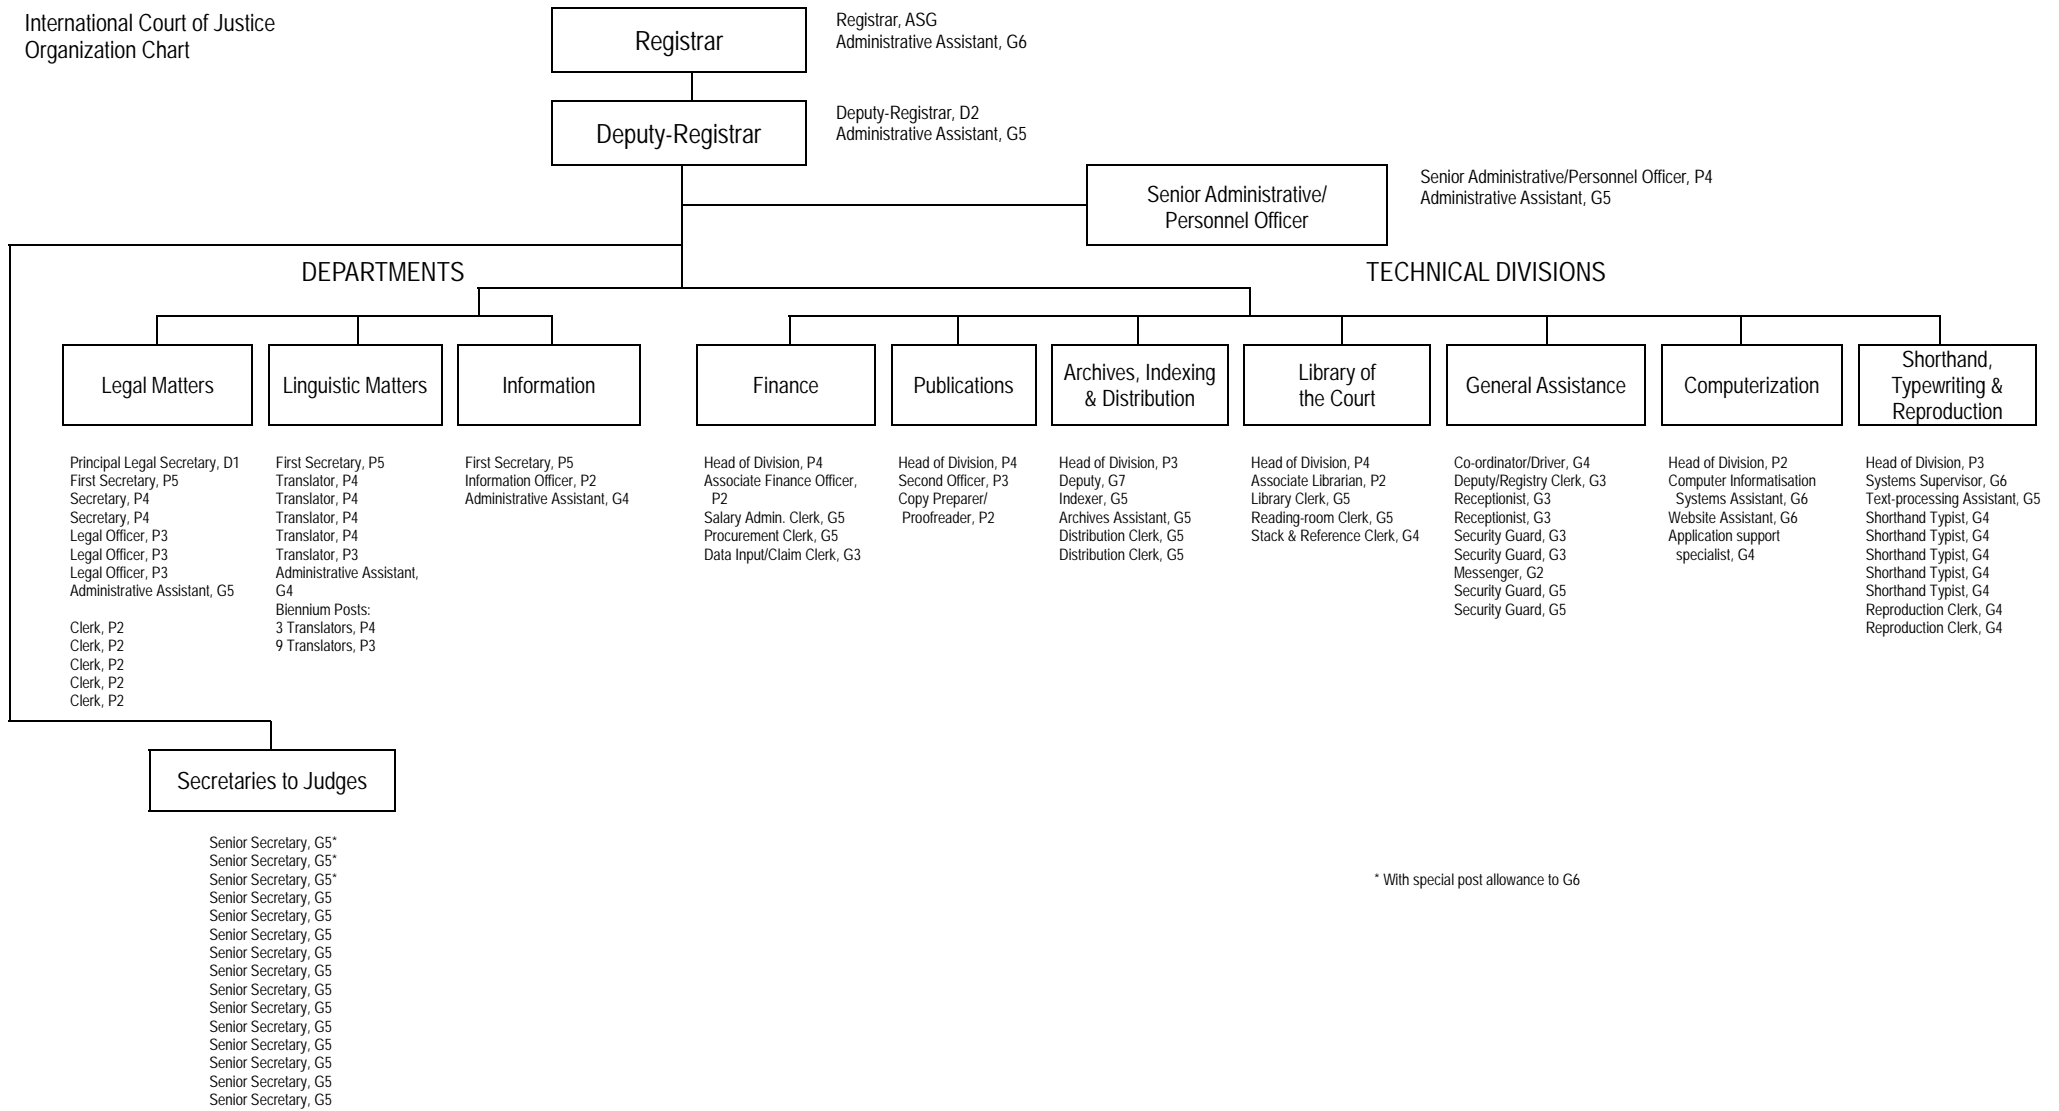 International Court of Justice
Organization Chart
Registrar
Registrar, ASG
Administrative Assistant, G6
Deputy-Registrar
Deputy-Registrar, D2
Administrative Assistant, G5
Senior Administrative/
Personnel Officer
Senior Administrative/Personnel Officer, P4
Administrative Assistant, G5
DEPARTMENTS
TECHNICAL DIVISIONS
Legal Matters
Principal Legal Secretary, D1
First Secretary, P5
Secretary, P4
Secretary, P4
Legal Officer, P3
Legal Officer, P3
Legal Officer, P3
Administrative Assistant, G5
Clerk, P2
Clerk, P2
Clerk, P2
Clerk, P2
Clerk, P2
Linguistic Matters
First Secretary, P5
Translator, P4
Translator, P4
Translator, P4
Translator, P4
Translator, P3
Administrative Assistant,
G4
Biennium Posts:
3 Translators, P4
9 Translators, P3
Information
First Secretary, P5
Information Officer, P2
Administrative Assistant, G4
Finance
Head of Division, P4
Associate Finance Officer,
P2
Salary Admin. Clerk, G5
Procurement Clerk, G5
Data Input/Claim Clerk, G3
Publications
Head of Division, P4
Second Officer, P3
Copy Preparer/
Proofreader, P2
Archives, Indexing
& Distribution
Head of Division, P3
Deputy, G7
Indexer, G5
Archives Assistant, G5
Distribution Clerk, G5
Distribution Clerk, G5
Library of
the Court
Head of Division, P4
Associate Librarian, P2
Library Clerk, G5
Reading-room Clerk, G5
Stack & Reference Clerk, G4
General Assistance
Co-ordinator/Driver, G4
Deputy/Registry Clerk, G3
Receptionist, G3
Receptionist, G3
Security Guard, G3
Security Guard, G3
Messenger, G2
Security Guard, G5
Security Guard, G5
Computerization
Head of Division, P2
Computer Informatisation
Systems Assistant, G6
Website Assistant, G6
Application support
specialist, G4
Shorthand,
Typewriting &
Reproduction
Head of Division, P3
Systems Supervisor, G6
Text-processing Assistant, G5
Shorthand Typist, G4
Shorthand Typist, G4
Shorthand Typist, G4
Shorthand Typist, G4
Shorthand Typist, G4
Reproduction Clerk, G4
Reproduction Clerk, G4
Secretaries to Judges
Senior Secretary, G5*
Senior Secretary, G5*
Senior Secretary, G5*
Senior Secretary, G5
Senior Secretary, G5
Senior Secretary, G5
Senior Secretary, G5
Senior Secretary, G5
Senior Secretary, G5
Senior Secretary, G5
Senior Secretary, G5
Senior Secretary, G5
Senior Secretary, G5
Senior Secretary, G5
Senior Secretary, G5
* With special post allowance to G6